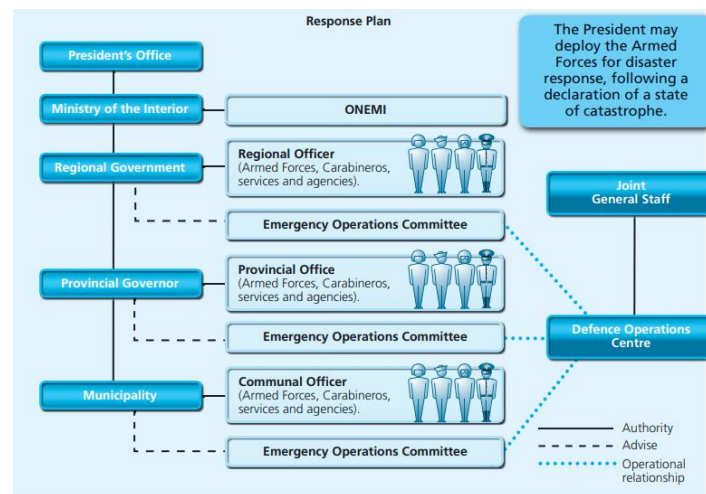 Response Plan
The President may
deploy the Armed
Forces for disaster
response, following a
declaration of a state
of catastrophe.
President's Office
Ministry of the Interior
ONEMI
Regional Government
Regional Officer
(Armed Forces, Carabineros,
services and agencies).
Emergency Operations Committee
Joint
General Staff
Provincial Governor
Provincial Office
(Armed Forces, Carabineros,
services and agencies).
Emergency Operations Committee
Defence Operations
Centre
Municipality
Communal Officer
(Armed Forces, Carabineros,
services and agencies).
Emergency Operations Committee
Authority
Advise
Operational
relationship